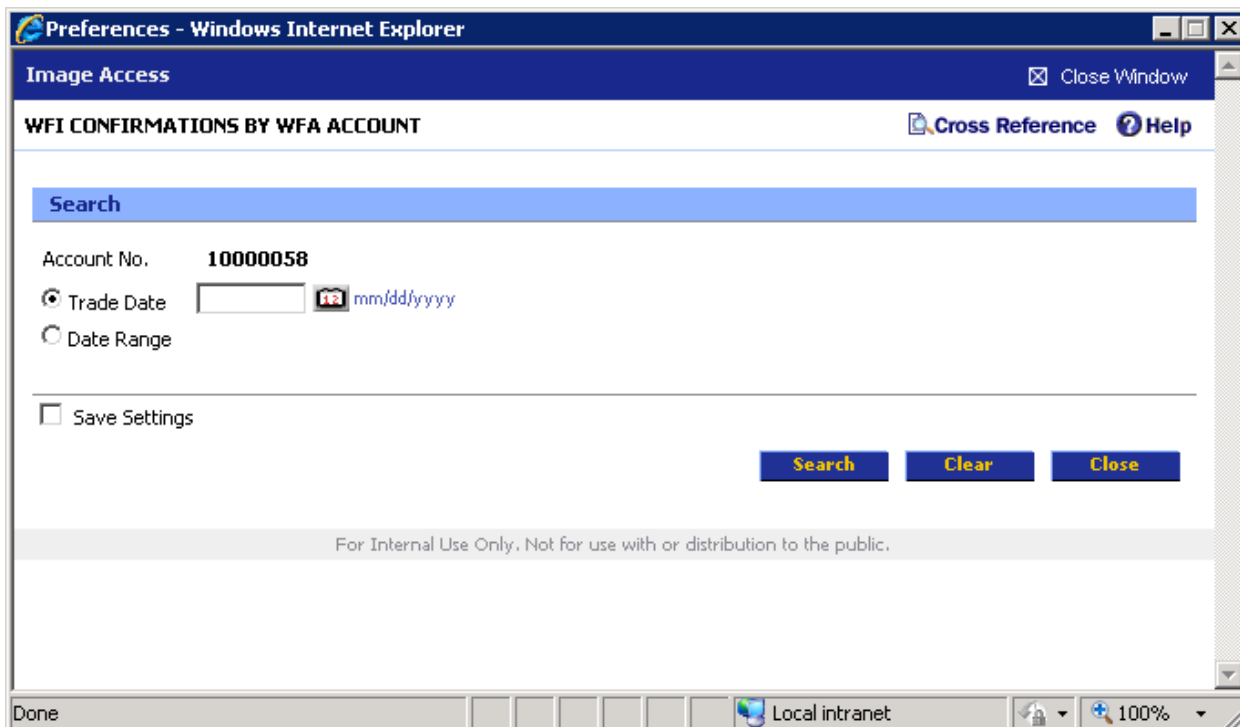 Preferences - Windows Internet Explorer
Image Access
Close Window
WFI CONFIRMATIONS BY WFA ACCOUNT
Cross Reference
Help
Search
Account No. 10000058
Trade Date 12 mm/dd/yyyy
Date Range
Save Settings
Search Clear Close
For Internal Use Only. Not for use with or distribution to the public.
Done Local intranet 100%